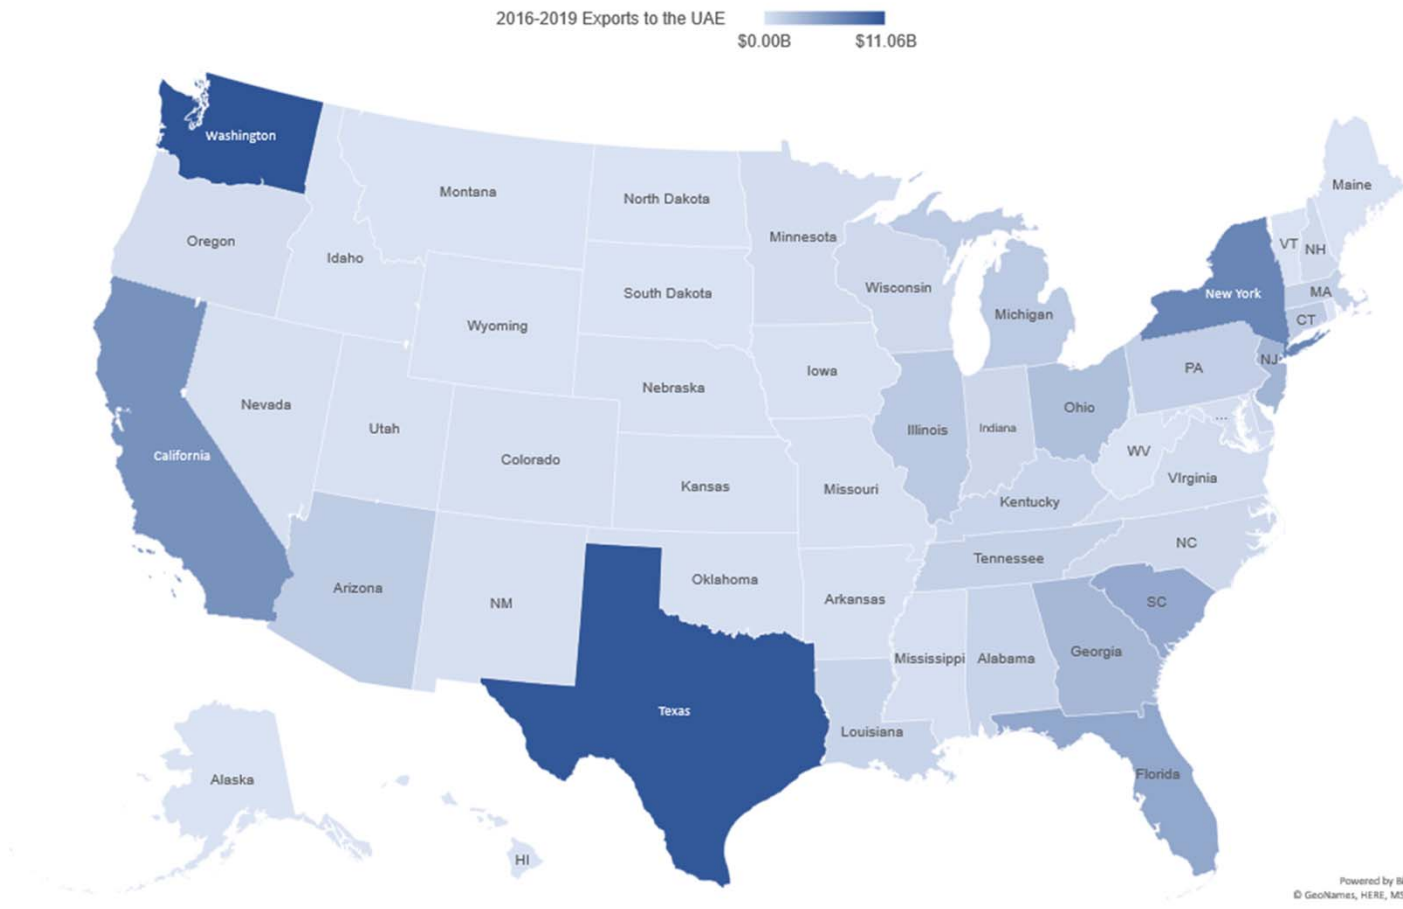 2016-2019 Exports to the UAE
$0.00B $11.06B
Washington
Montana
North Dakota
Maine
Oregon
Idaho
Minnesota
VT
NH
South Dakota
Wisconsin
New York
MA
Wyoming
Michigan
CT
Iowa
PA
NJ
Nebraska
Nevada
Utah
Ohio
...
Illinois
Indiana
California
Colorado
WV
Kansas
Missouri
VIrginia
Kentucky
NC
Arizona
NM
Oklahoma
Arkansas
Tennessee
SC
Mississippi
Alabama
Georgia
Texas
Louisiana
Alaska
Florida
HI
Powered by
© GeoNames, HERE,